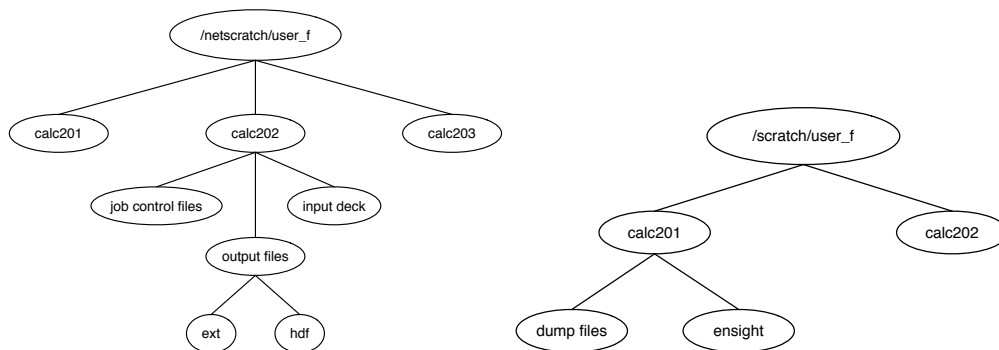 /netscratch/user_f
calc201
calc202
calc203
job control files
input deck
output files
ext
hdf
/scratch/user_f
calc201
calc202
dump files
ensight